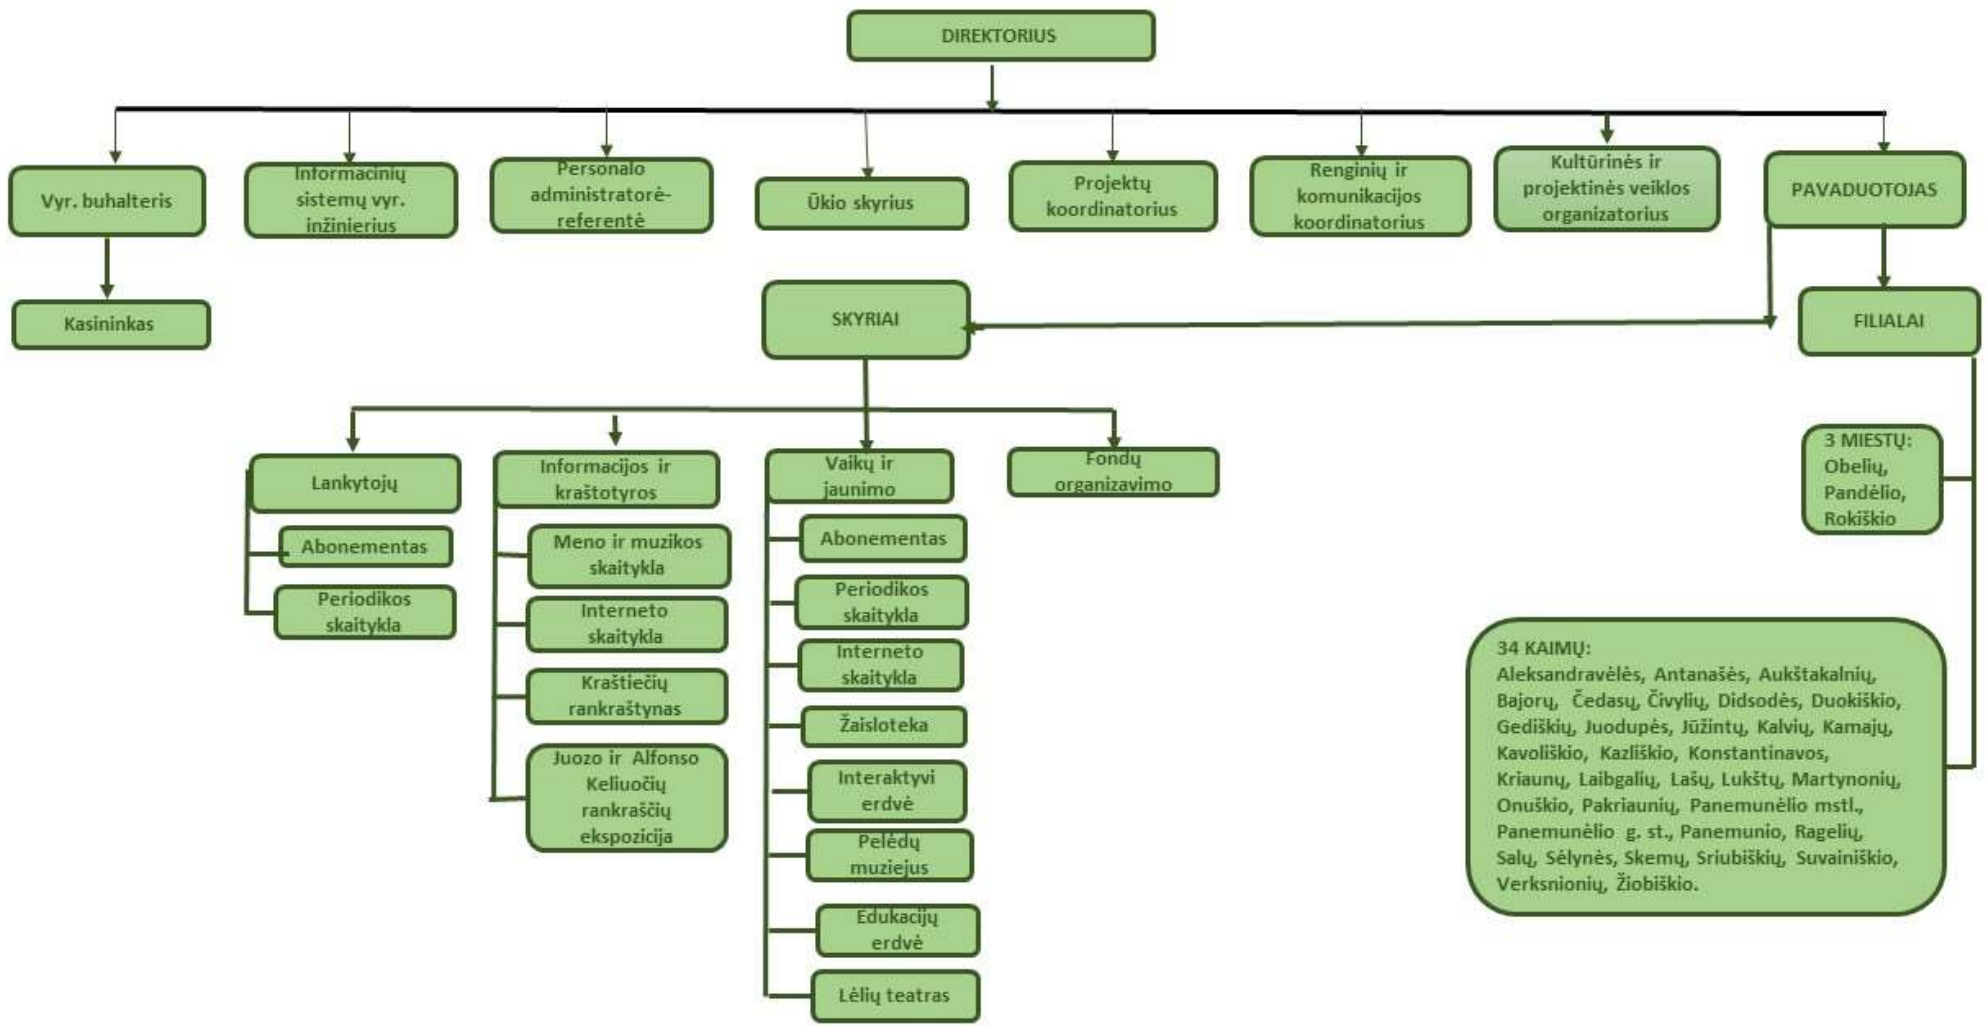 DIREKTORIUS
Vyr. buhalteris
Informacinių
sistemų vyr.
inžinierius
Personalo
administratorė-
referentė
Ūkio skyrius
Projektų
koordinatorius
Renginių ir
komunikacijos
koordinatorius
Kultūrinės ir
projektinės veiklos
organizatorius
PAVADUOTOJAS
Kasininkas
SKYRIAI
FILIALAI
Lankytojų
Abonementas
Periodikos
skaitykla
Informacijos ir
kraštotyros
Meno ir muzikos
skaitykla
Interneto
skaitykla
Kraštiečių
rankraštynas
Juozo ir Alfonso
Keliuočių
rankraščių
ekspozicija
Vaikų ir
jaunimo
Abonementas
Periodikos
skaitykla
Interneto
skaitykla
Žaisloteka
Interaktyvi
erdvė
Pelėdų
muziejus
Edukacijų
erdvė
Lėlių teatras
Fondų
organizavimo
3 MIESTŲ:
Obelių,
Pandėlio,
Rokiškio
34 KAIMŲ:
Aleksandravėlės, Antanašės, Aukštakalnių,
Bajorų, Čedasų, Čivylių, Didsodės, Duokiškio,
Gediškių, Juodupės, Jūžintų, Kalvių, Kamajų,
Kavoliškio, Kazliškio, Konstantinavos,
Kriaunų, Laibgalių, Lašų, Lukštų, Martynonių,
Onuškio, Pakriaunių, Panemunėlio mstl.,
Panemunėlio g. st., Panemunio, Ragelių,
Salų, Sėlynės, Skemų, Sriubiškių, Suvainiškio,
Verksnionių, Žiobiškio.